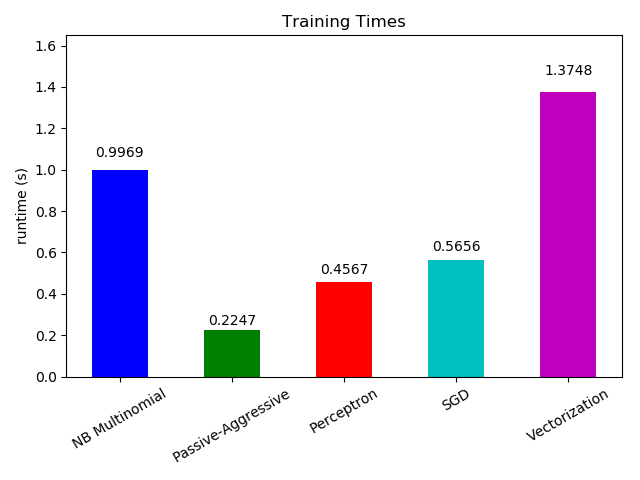 Training Times
runtime (s)
1.6
1.4
1.2
1.0
0.8
0.6
0.4
0.2
0.0
0.9969
0.2247
0.4567
0.5656
1.3748
NB Multinomial
Passive-Aggressive
Perceptron
SGD
Vectorization